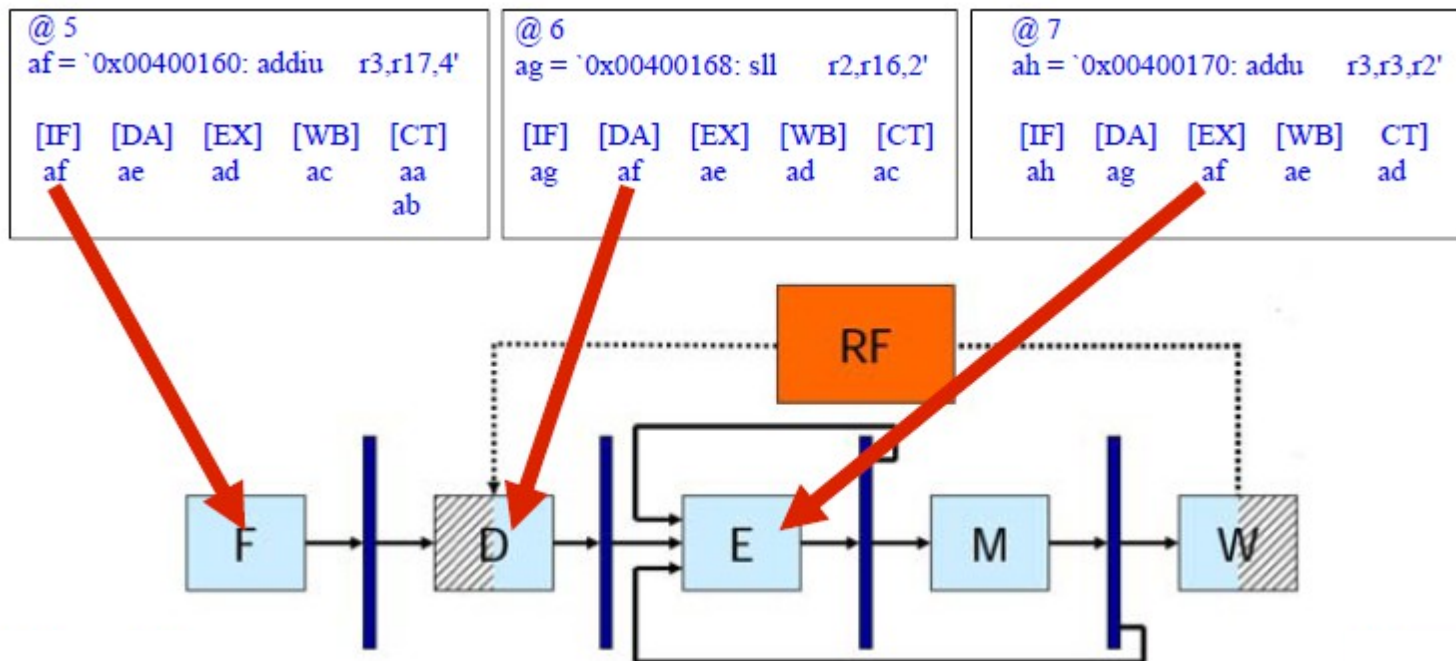 @ 5
af = `0x00400160: addiu r3,r17,4'
[IF] [DA] [EX] [WB] [CT]
af ae ad ac aa
ab
@ 6
ag = `0x00400168: sll r2,r16,2'
[IF] [DA] [EX] [WB] [CT]
ag af ae ad ac
@ 7
ah = `0x00400170: addu r3,r3,r2'
[IF] [DA] [EX] [WB] CT]
ah ag af ae ad
RF
F D E M W